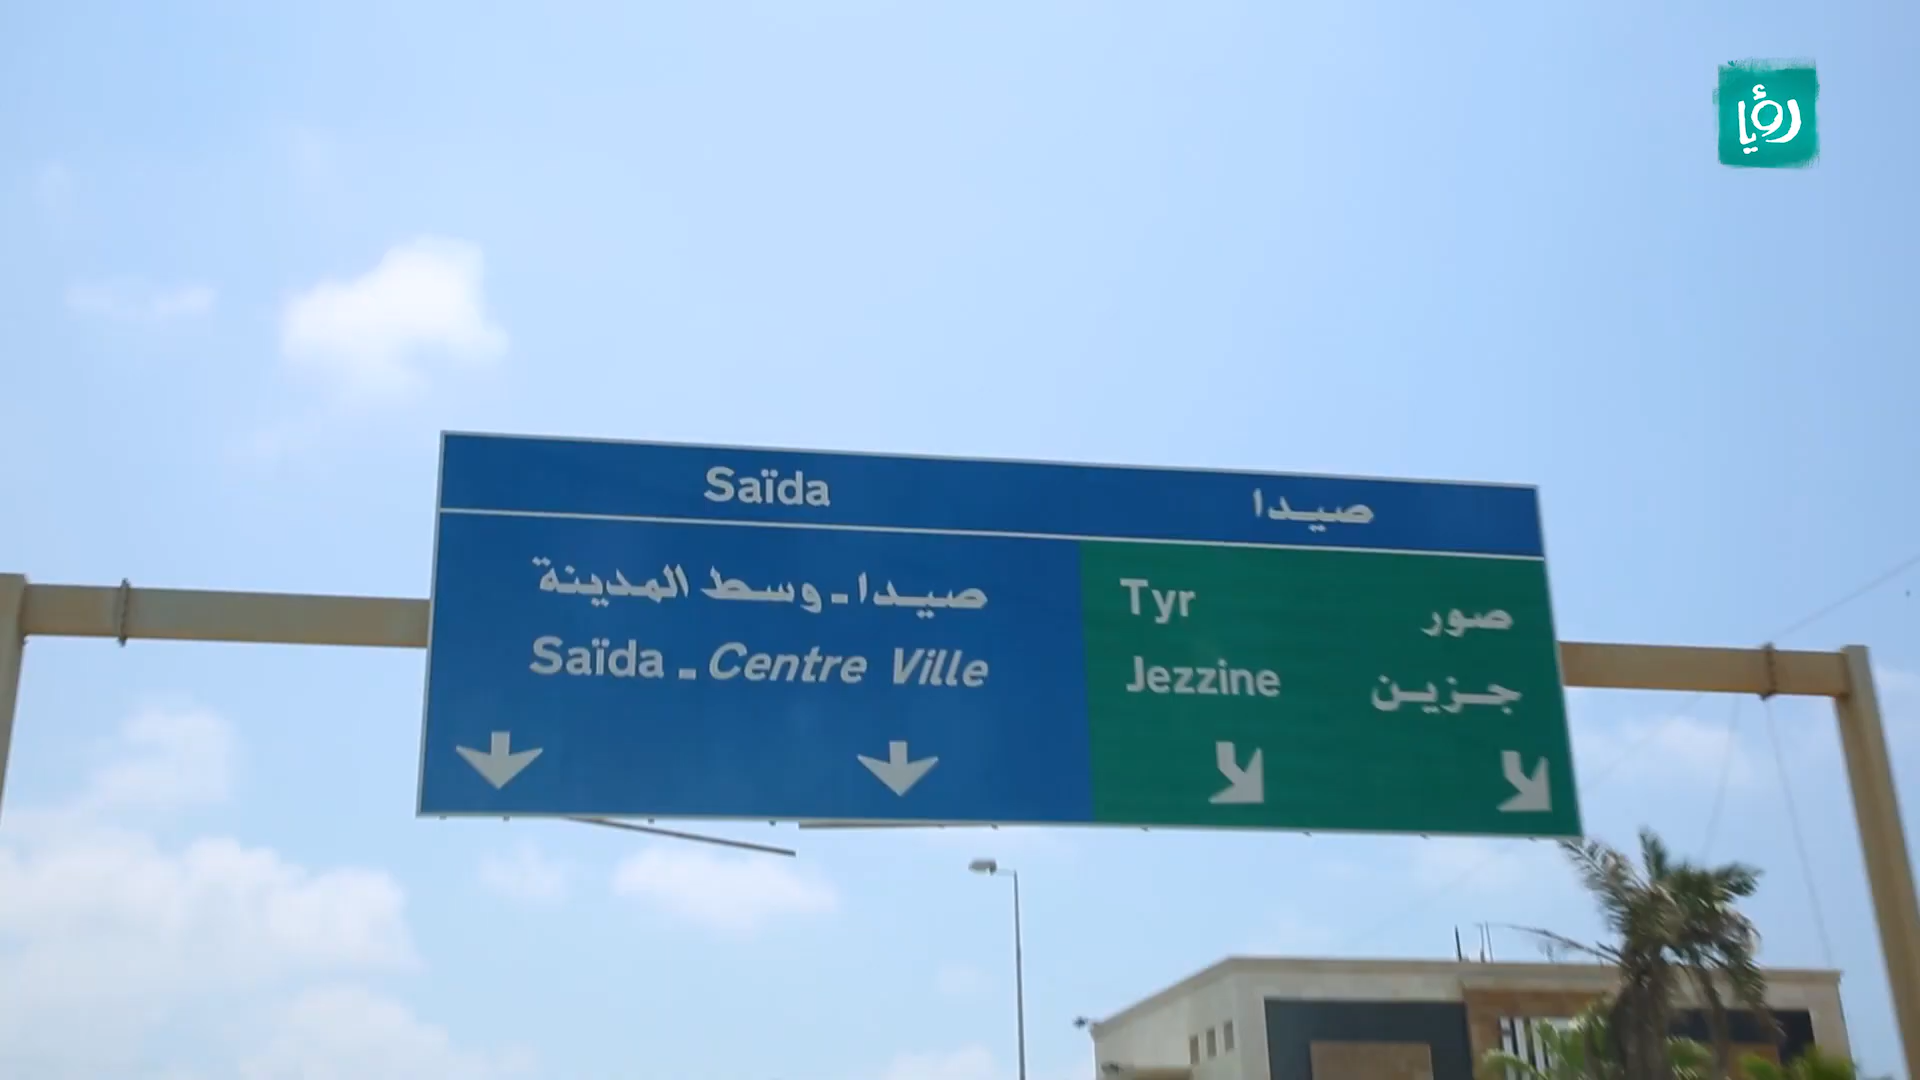 رؤيا
Saïda صيدا
صيدا - وسط المدينة
Saïda - Centre Ville
Tyr صور
Jezzine جزين